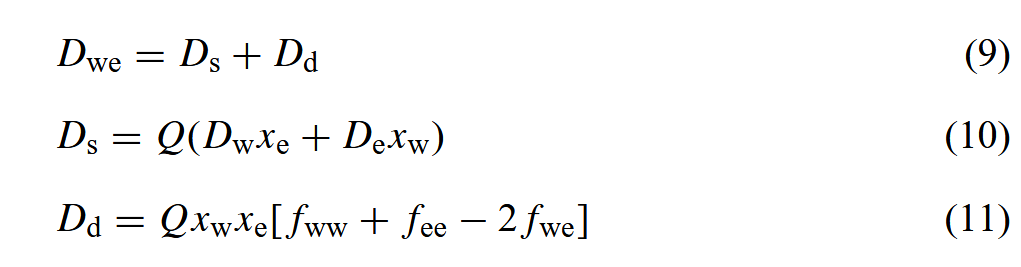 D_we = D_s + D_d (9)
D_s = Q(D_w x_e + D_e x_w) (10)
D_d = Q x_w x_e [f_ww + f_ee − 2 f_we] (11)